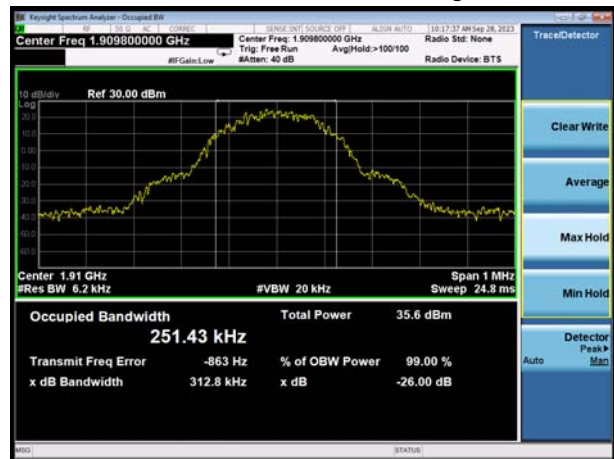 Keysight Spectrum Analyzer - Occupied BW
RF 50 Ω AC CORREC SENSE:INT SOURCE OFF ALIGN AUTO 10:17:37 AM Sep 28, 2023
Center Freq 1.909800000 GHz Center Freq: 1.909800000 GHz Radio Std: None Trace/Detector
Trig: Free Run Avg|Hold:>100/100
#IFGain:Low #Atten: 40 dB Radio Device: BTS
10 dB/div Ref 30.00 dBm
Log
20.0
10.0
0.00
-10.0
-20.0
-30.0
-40.0
-50.0
-60.0
Clear Write
Average
Max Hold
Min Hold
Center 1.91 GHz Span 1 MHz
#Res BW 6.2 kHz #VBW 20 kHz Sweep 24.8 ms
Occupied Bandwidth Total Power 35.6 dBm
251.43 kHz
Transmit Freq Error -863 Hz % of OBW Power 99.00 %
x dB Bandwidth 312.8 kHz x dB -26.00 dB
Detector
Peak▶
Auto Man
MSG STATUS